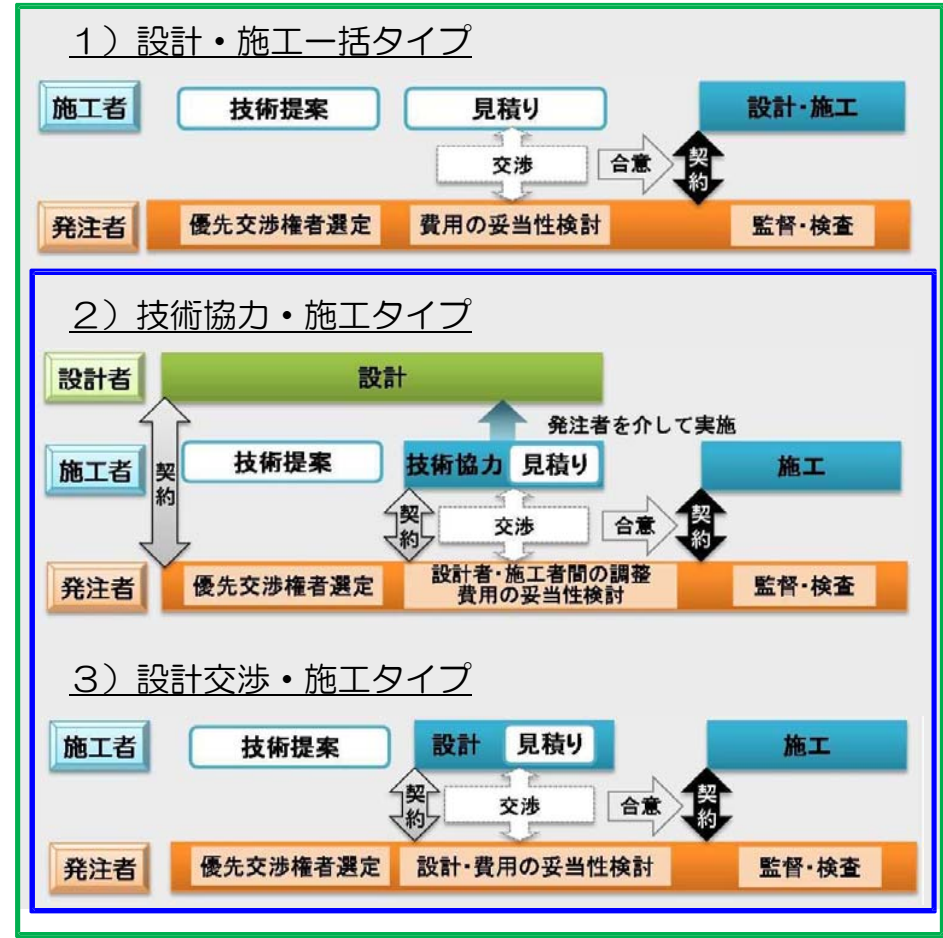 １）設計・施工一括タイプ
施工者 技術提案 見積り 設計・施工
交渉 合意 契約
発注者 優先交渉権者選定 費用の妥当性検討 監督・検査
２）技術協力・施工タイプ
設計者 設計
発注者を介して実施
施工者 契約 技術提案 技術協力 見積り 施工
契約 交渉 合意 契約
発注者 優先交渉権者選定 設計者・施工者間の調整
費用の妥当性検討 監督・検査
３）設計交渉・施工タイプ
施工者 技術提案 設計 見積り 施工
契約 交渉 合意 契約
発注者 優先交渉権者選定 設計・費用の妥当性検討 監督・検査